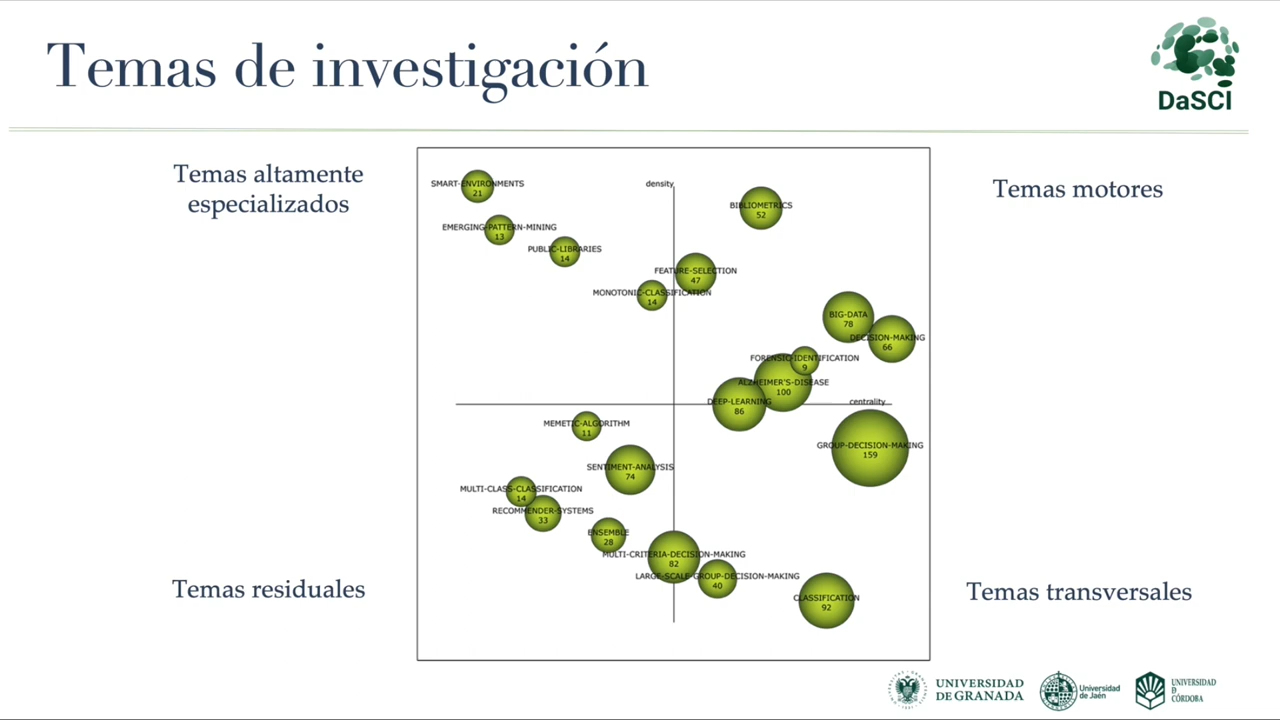 Temas de investigación
DaSCI
Temas altamente
especializados
Temas motores
density
SMART-ENVIRONMENTS
21
BIBLIOMETRICS
52
EMERGING-PATTERN-MINING
13
PUBLIC-LIBRARIES
14
FEATURE-SELECTION
47
MONOTONIC-CLASSIFICATION
14
BIG-DATA
78
DECISION-MAKING
66
FORENSIC-IDENTIFICATION
9
ALZHEIMER'S-DISEASE
100
DEEP-LEARNING
86
centrality
MEMETIC-ALGORITHM
11
GROUP-DECISION-MAKING
159
SENTIMENT-ANALYSIS
74
MULTI-CLASS-CLASSIFICATION
14
RECOMMENDER-SYSTEMS
33
ENSEMBLE
28
MULTI-CRITERIA-DECISION-MAKING
82
LARGE-SCALE-GROUP-DECISION-MAKING
40
CLASSIFICATION
92
Temas residuales
Temas transversales
UNIVERSIDAD
DE GRANADA
Universidad
de Jaén
UNIVERSIDAD
D
CÓRDOBA